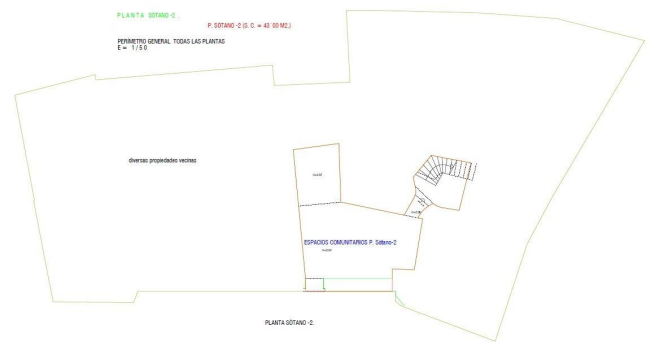 PLANTA SÓTANO -2 .
P. SÓTANO -2 (S. C. = 43´00 M2.)
PERÍMETRO GENERAL TODAS LAS PLANTAS
E = 1/50
diversas propiedades vecinas
ESPACIOS COMUNITARIOS P. Sótano-2
PLANTA SÓTANO -2.